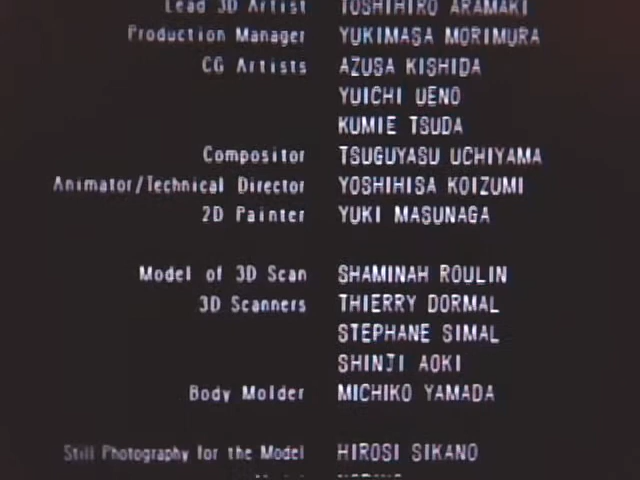 Lead 3D Artist TOSHIHIRO ARAMAKI
Production Manager YUKIMASA MORIMURA
CG Artists AZUSA KISHIDA
YUICHI UENO
KUMIE TSUDA
Compositor TSUGUYASU UCHIYAMA
Animator/Technical Director YOSHIHISA KOIZUMI
2D Painter YUKI MASUNAGA
Model of 3D Scan SHAMINAH ROULIN
3D Scanners THIERRY DORMAL
STEPHANE SIMAL
SHINJI AOKI
Body Molder MICHIKO YAMADA
Still Photography for the Model HIROSI SIKANO